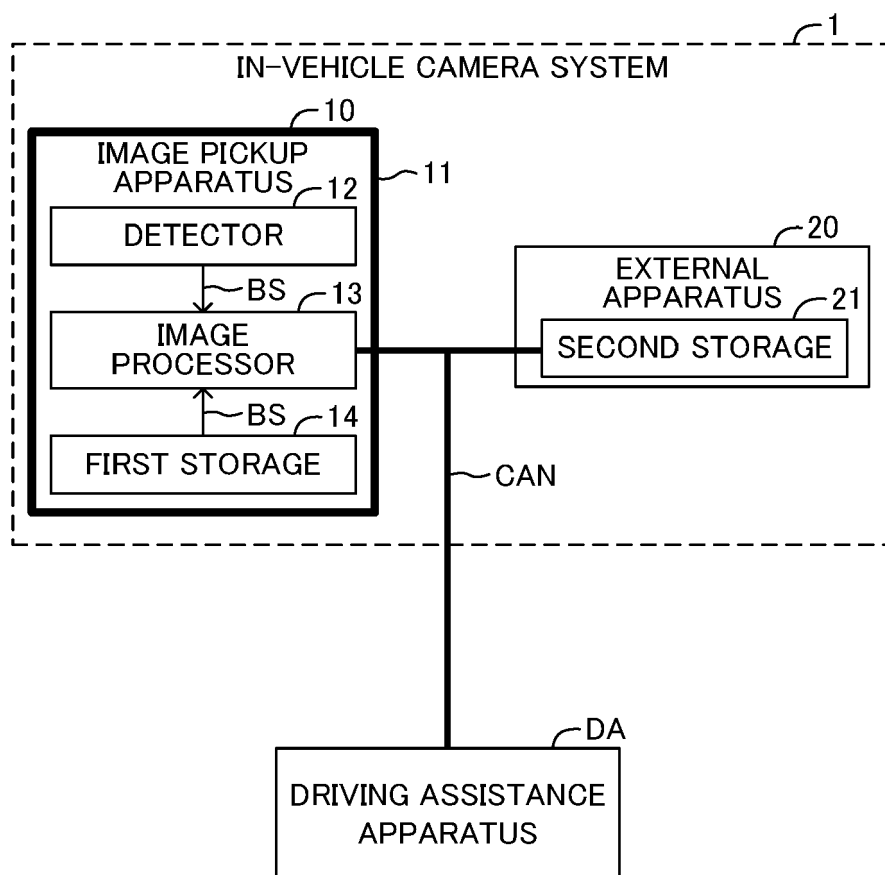 1
IN-VEHICLE CAMERA SYSTEM
10
IMAGE PICKUP
APPARATUS
11
12
DETECTOR
BS
13
IMAGE
PROCESSOR
BS
14
FIRST STORAGE
20
EXTERNAL
APPARATUS
21
SECOND STORAGE
CAN
DA
DRIVING ASSISTANCE
APPARATUS